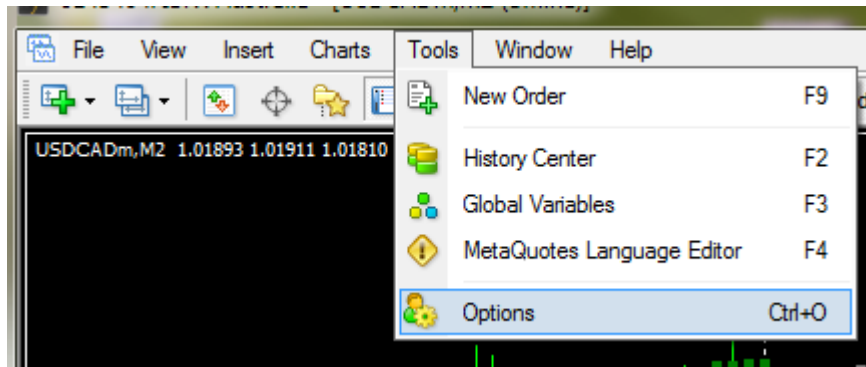 File View Insert Charts Tools Window Help
New Order F9
USDCADm,M2 1.01893 1.01911 1.01810
History Center F2
Global Variables F3
MetaQuotes Language Editor F4
Options Ctrl+O